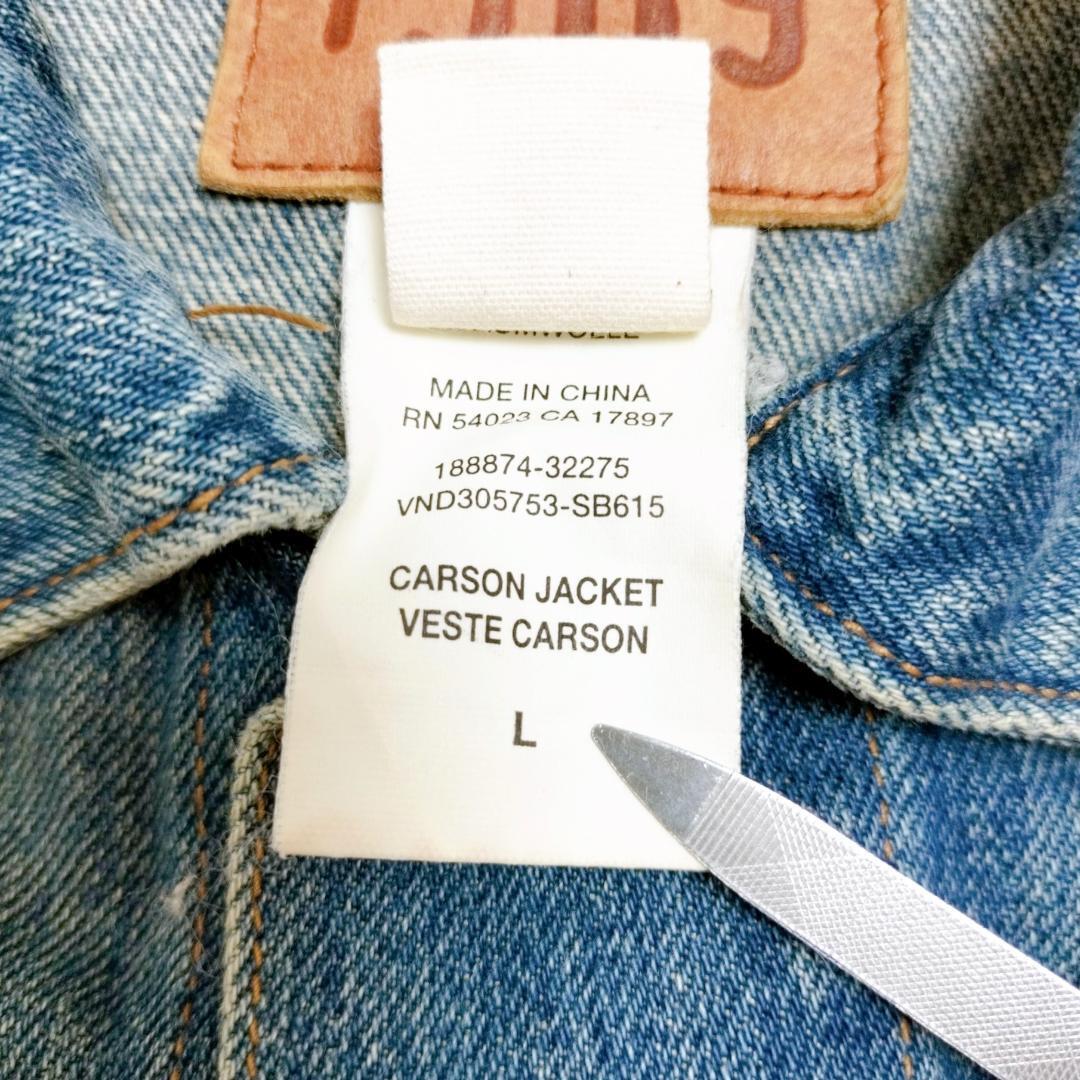 MADE IN CHINA
RN 54023 CA 17897
188874-32275
VND305753-SB615
CARSON JACKET
VESTE CARSON
L